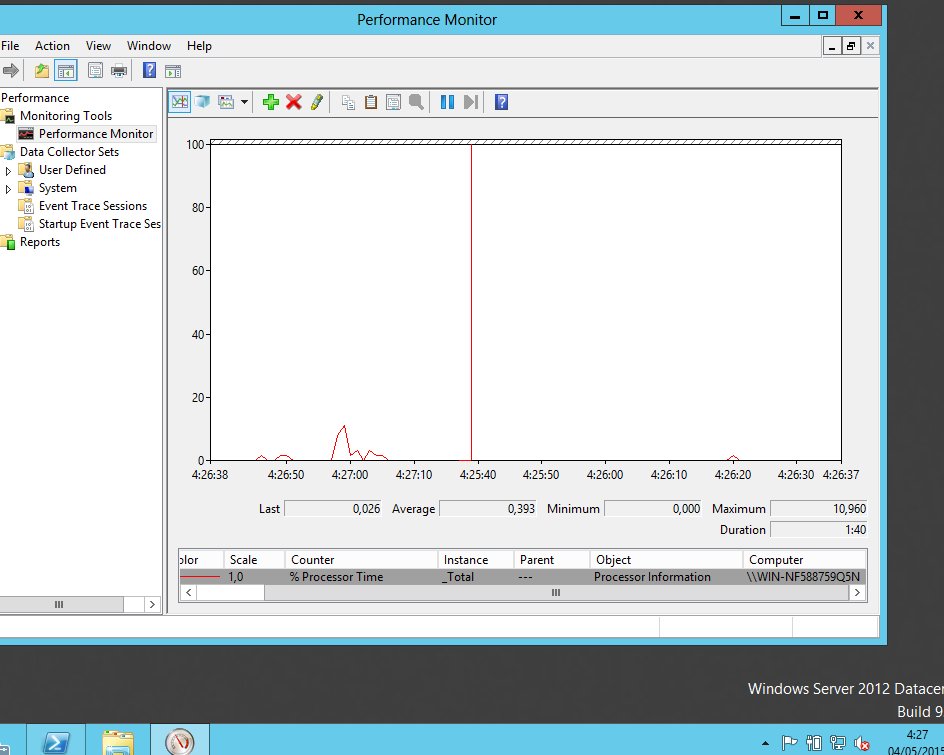 Performance Monitor
File Action View Window Help
Performance
Monitoring Tools
Performance Monitor
Data Collector Sets
User Defined
System
Event Trace Sessions
Startup Event Trace Ses
Reports
100
80
60
40
20
0
4:26:38 4:26:50 4:27:00 4:27:10 4:25:40 4:25:50 4:26:00 4:26:10 4:26:20 4:26:30 4:26:37
Last 0,026 Average 0,393 Minimum 0,000 Maximum 10,960
Duration 1:40
olor Scale Counter Instance Parent Object Computer
1,0 % Processor Time _Total --- Processor Information \\WIN-NF588759Q5N
Windows Server 2012 Datacen
Build 9
4:27
04/05/2015